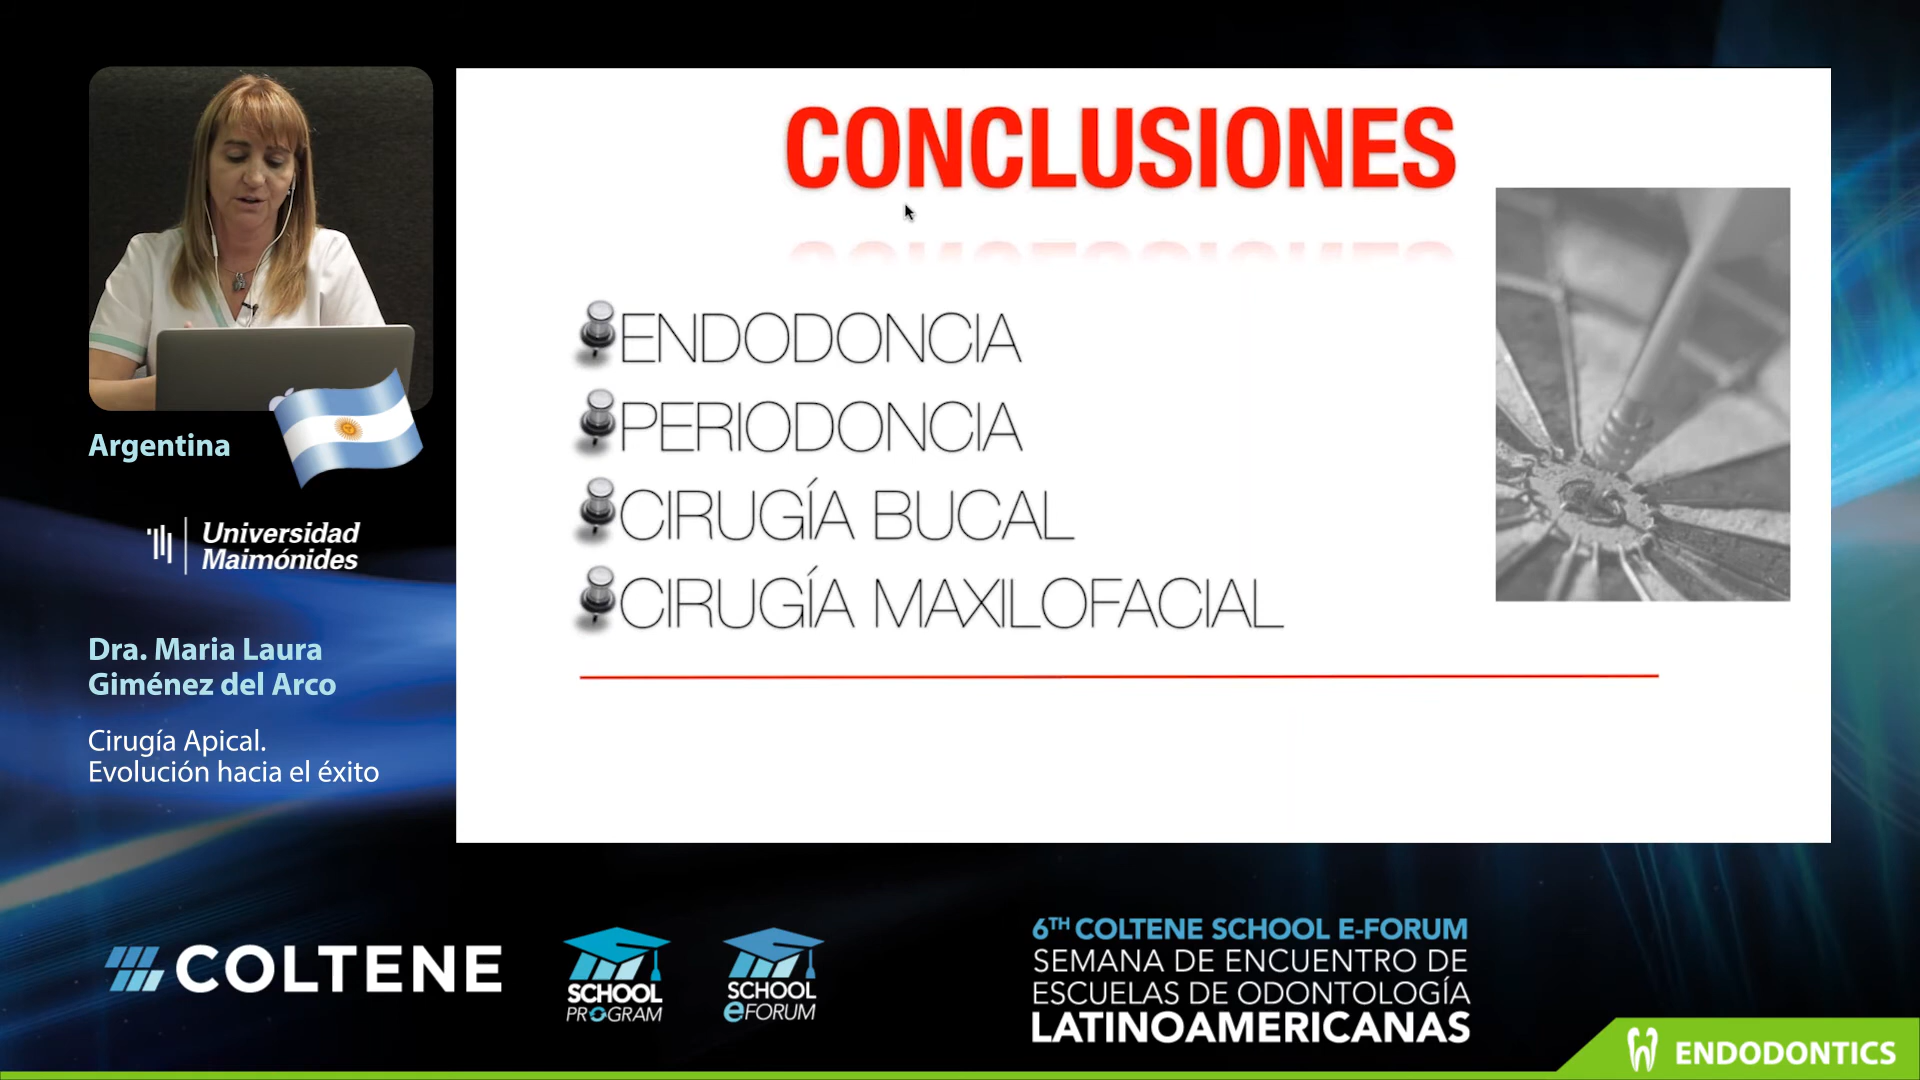 CONCLUSIONES
ENDODONCIA
PERIODONCIA
CIRUGÍA BUCAL
CIRUGÍA MAXILOFACIAL
Argentina
Universidad
Maimónides
Dra. Maria Laura
Giménez del Arco
Cirugía Apical.
Evolución hacia el éxito
COLTENE
SCHOOL
PROGRAM
SCHOOL
eFORUM
6TH COLTENE SCHOOL E-FORUM
SEMANA DE ENCUENTRO DE
ESCUELAS DE ODONTOLOGÍA
LATINOAMERICANAS
ENDODONTICS